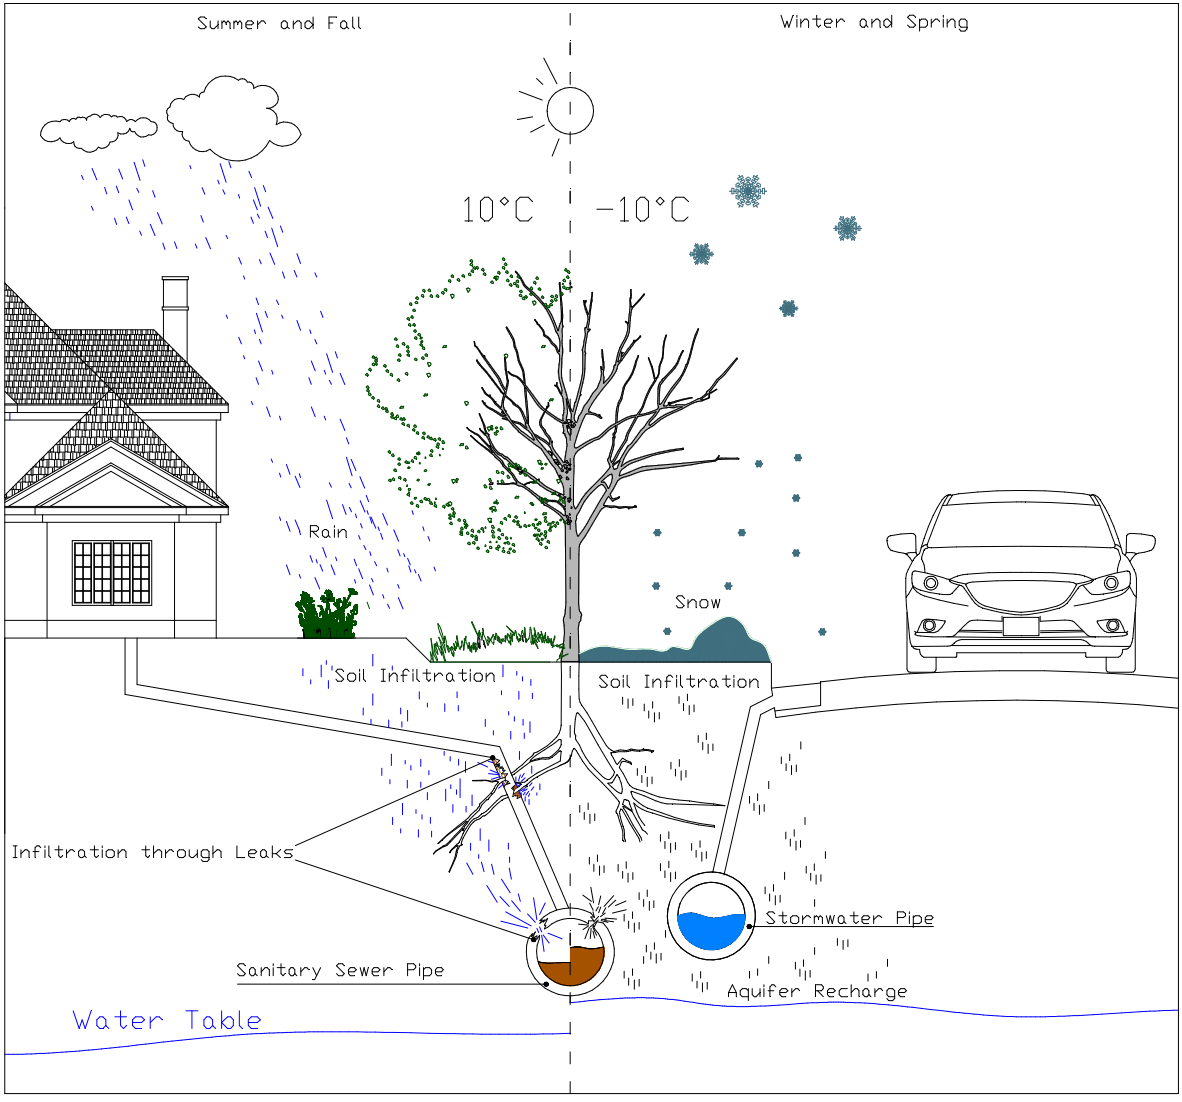 Summer and Fall
Winter and Spring
10°C
-10°C
Rain
Snow
Soil Infiltration
Soil Infiltration
Infiltration through Leaks
Stormwater Pipe
Sanitary Sewer Pipe
Aquifer Recharge
Water Table